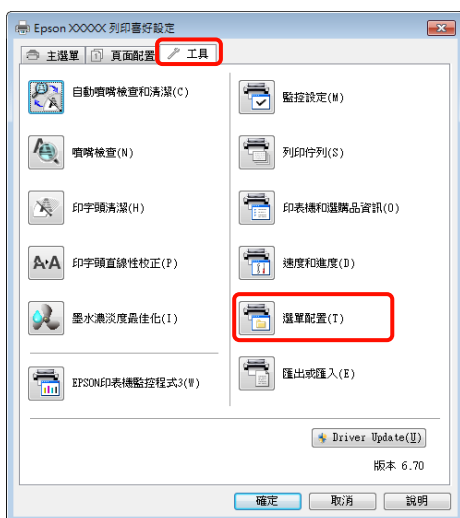 Epson XXXXX 列印喜好設定
主選單 頁面配置 工具
自動噴嘴檢查和清潔(C)
監控設定(M)
噴嘴檢查(N)
列印佇列(S)
印字頭清潔(H)
印表機和選購品資訊(O)
A·A 印字頭直線性校正(P)
速度和進度(D)
墨水濃淡度最佳化(I)
選單配置(T)
EPSON印表機監控程式3(W)
匯出或匯入(E)
Driver Update(U)
版本 6.70
確定 取消 說明